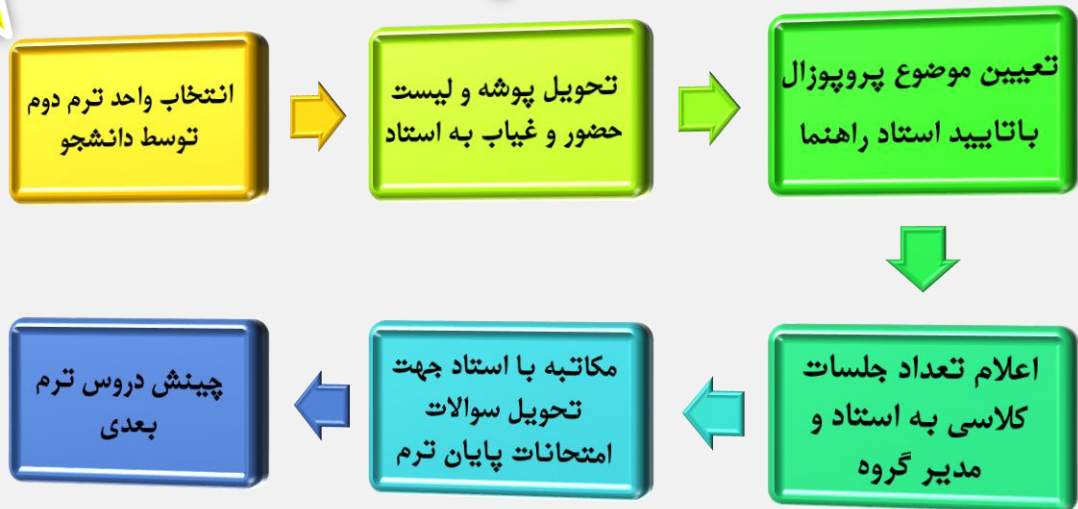 انتخاب واحد ترم دوم
توسط دانشجو
تحویل پوشه و لیست
حضور و غیاب به استاد
تعیین موضوع پروپوزال
باتایید استاد راهنما
اعلام تعداد جلسات
کلاسی به استاد و
مدیر گروه
مکاتبه با استاد جهت
تحویل سوالات
امتحانات پایان ترم
چینش دروس ترم
بعدی